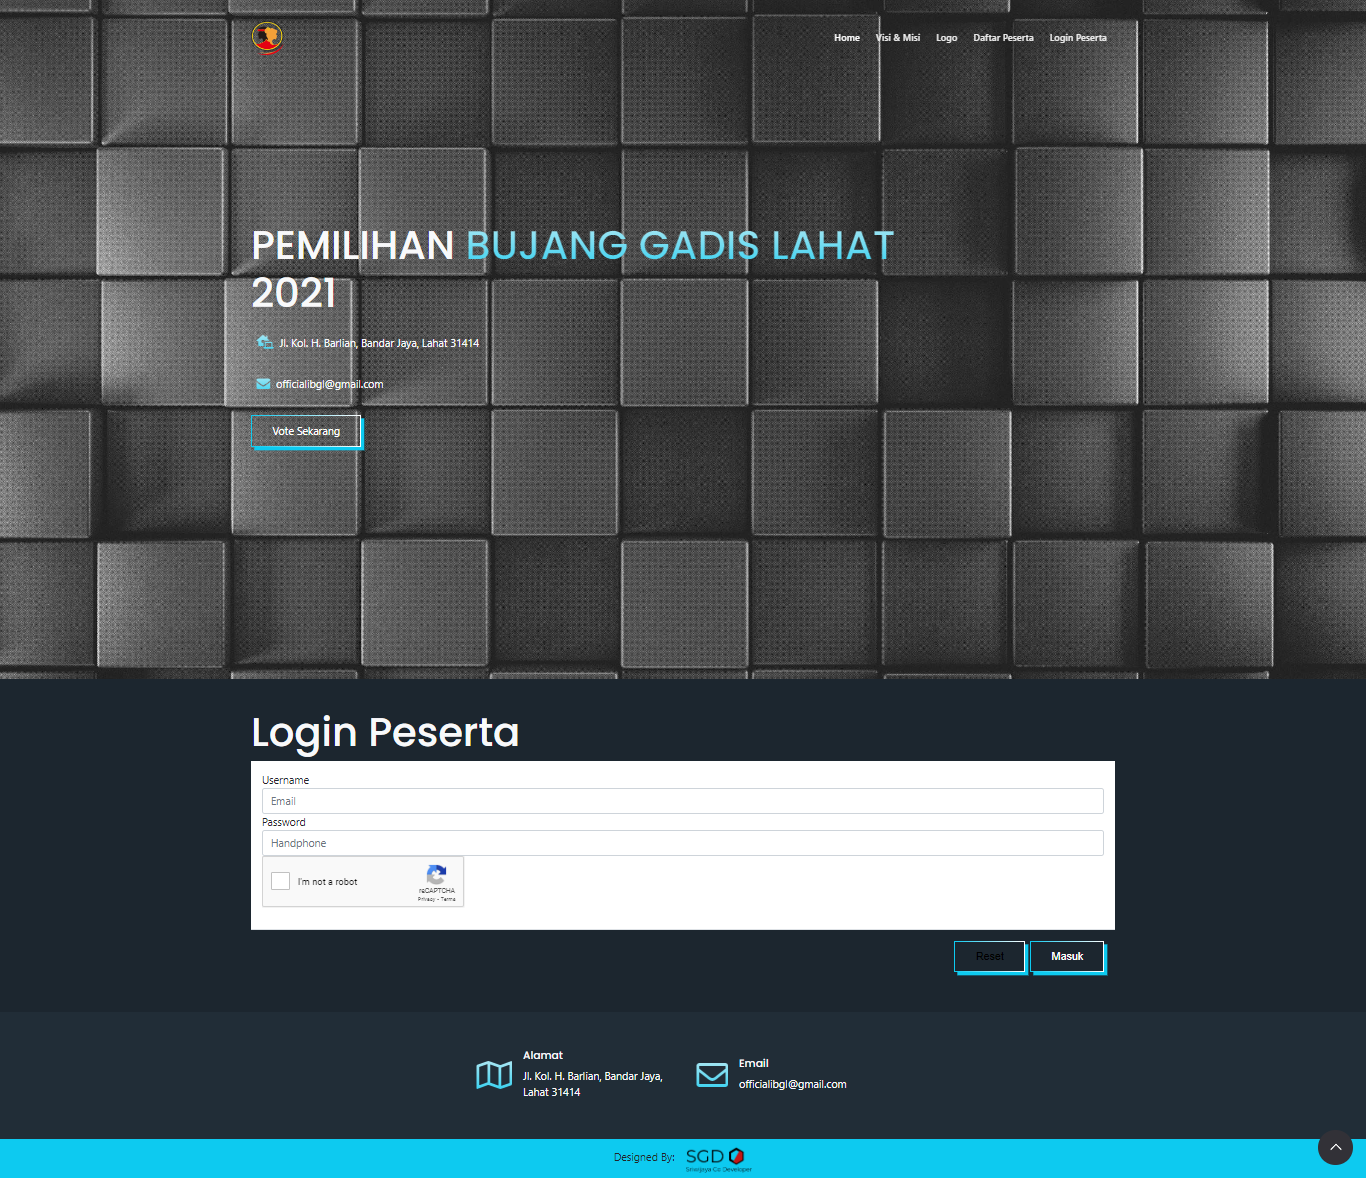 Home Visi & Misi Logo Daftar Peserta Login Peserta
PEMILIHAN BUJANG GADIS LAHAT
2021
Jl. Kol. H. Barlian, Bandar Jaya, Lahat 31414
officialibgl@gmail.com
Vote Sekarang
Login Peserta
Username
Email
Password
Handphone
I'm not a robot
reCAPTCHA
Privacy - Terms
Reset Masuk
Alamat
Jl. Kol. H. Barlian, Bandar Jaya,
Lahat 31414
Email
officialibgl@gmail.com
Designed By: SGD
Sriwijaya Go Developer